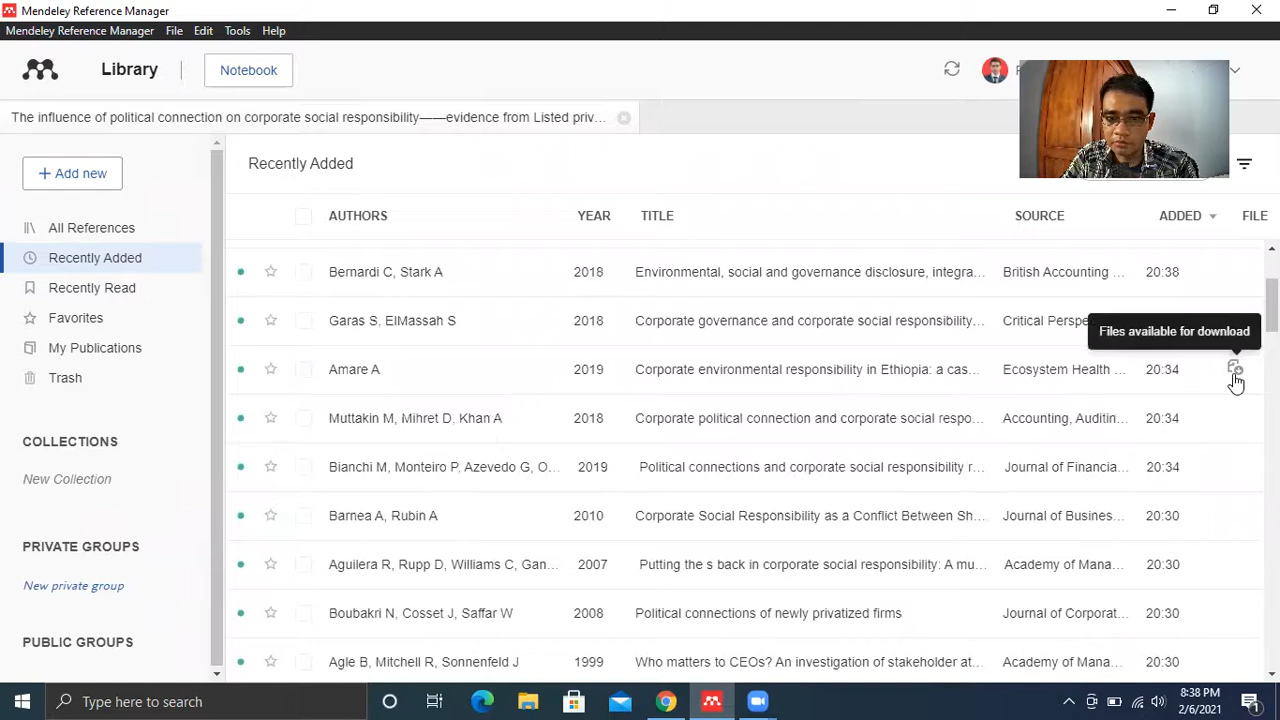 Mendeley Reference Manager
Mendeley Reference Manager File Edit Tools Help
Library Notebook
The influence of political connection on corporate social responsibility——evidence from Listed priv...
+ Add new
All References
Recently Added
Recently Read
Favorites
My Publications
Trash
COLLECTIONS
New Collection
PRIVATE GROUPS
New private group
PUBLIC GROUPS
Recently Added
AUTHORS YEAR TITLE SOURCE ADDED FILE
Bernardi C, Stark A 2018 Environmental, social and governance disclosure, integra... British Accounting ... 20:38
Garas S, ElMassah S 2018 Corporate governance and corporate social responsibility... Critical Perspe
Files available for download
Amare A 2019 Corporate environmental responsibility in Ethiopia: a cas... Ecosystem Health ... 20:34
Muttakin M, Mihret D, Khan A 2018 Corporate political connection and corporate social respo... Accounting, Auditin... 20:34
Bianchi M, Monteiro P, Azevedo G, O... 2019 Political connections and corporate social responsibility r... Journal of Financia... 20:34
Barnea A, Rubin A 2010 Corporate Social Responsibility as a Conflict Between Sh... Journal of Busines... 20:30
Aguilera R, Rupp D, Williams C, Gan... 2007 Putting the s back in corporate social responsibility: A mu... Academy of Mana... 20:30
Boubakri N, Cosset J, Saffar W 2008 Political connections of newly privatized firms Journal of Corporat... 20:30
Agle B, Mitchell R, Sonnenfeld J 1999 Who matters to CEOs? An investigation of stakeholder at... Academy of Mana... 20:30
Type here to search
8:38 PM
2/6/2021
1